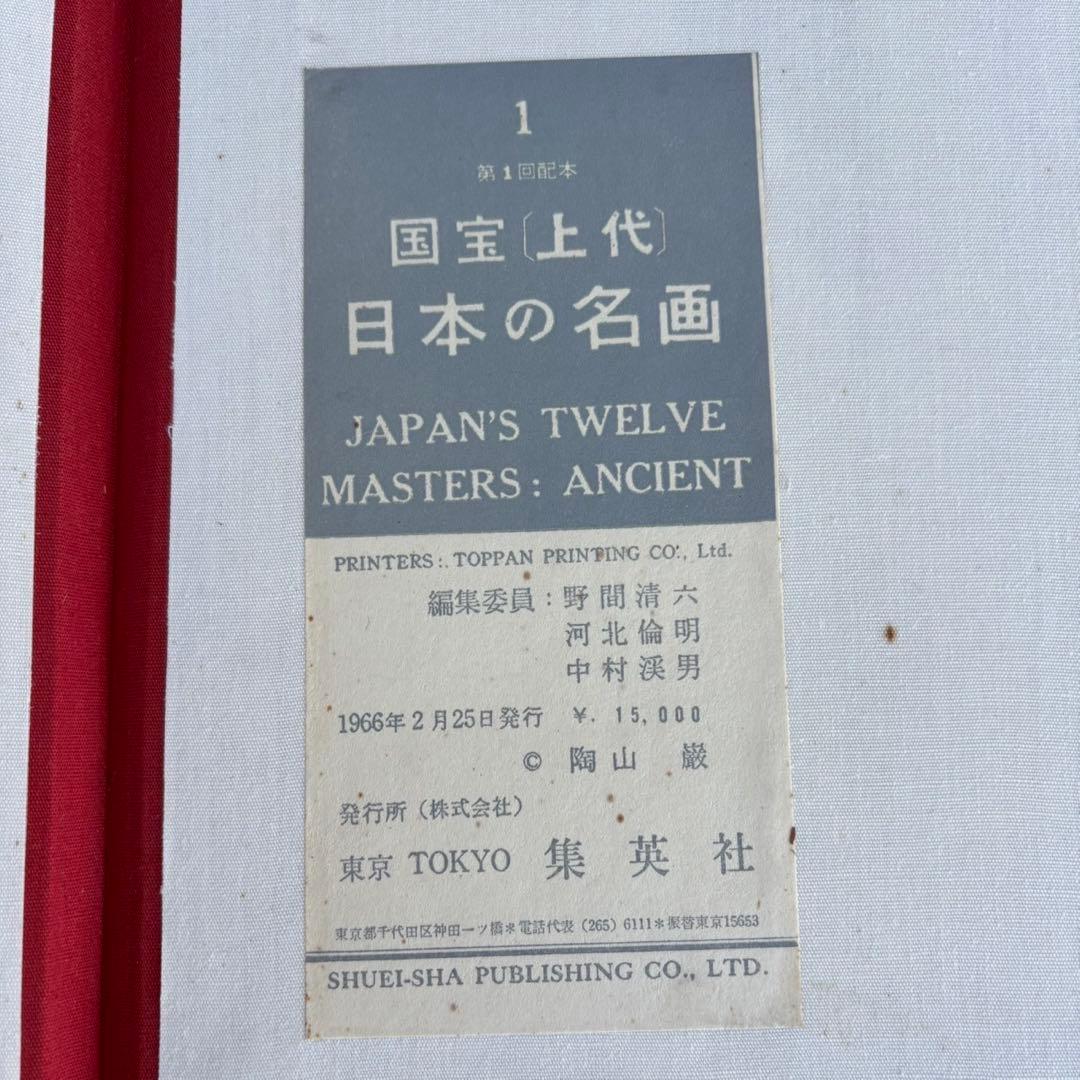 1
第1回配本
国宝〔上代〕
日本の名画
JAPAN'S TWELVE
MASTERS: ANCIENT
PRINTERS: TOPPAN PRINTING CO., Ltd.
編集委員:野間清六
河北倫明
中村渓男
1966年2月25日発行 ¥. 15,000
© 陶山 巌
発行所(株式会社)
東京 TOKYO 集英社
東京都千代田区神田一ツ橋*電話代表(265)6111*振替東京15653
SHUEI-SHA PUBLISHING CO., LTD.